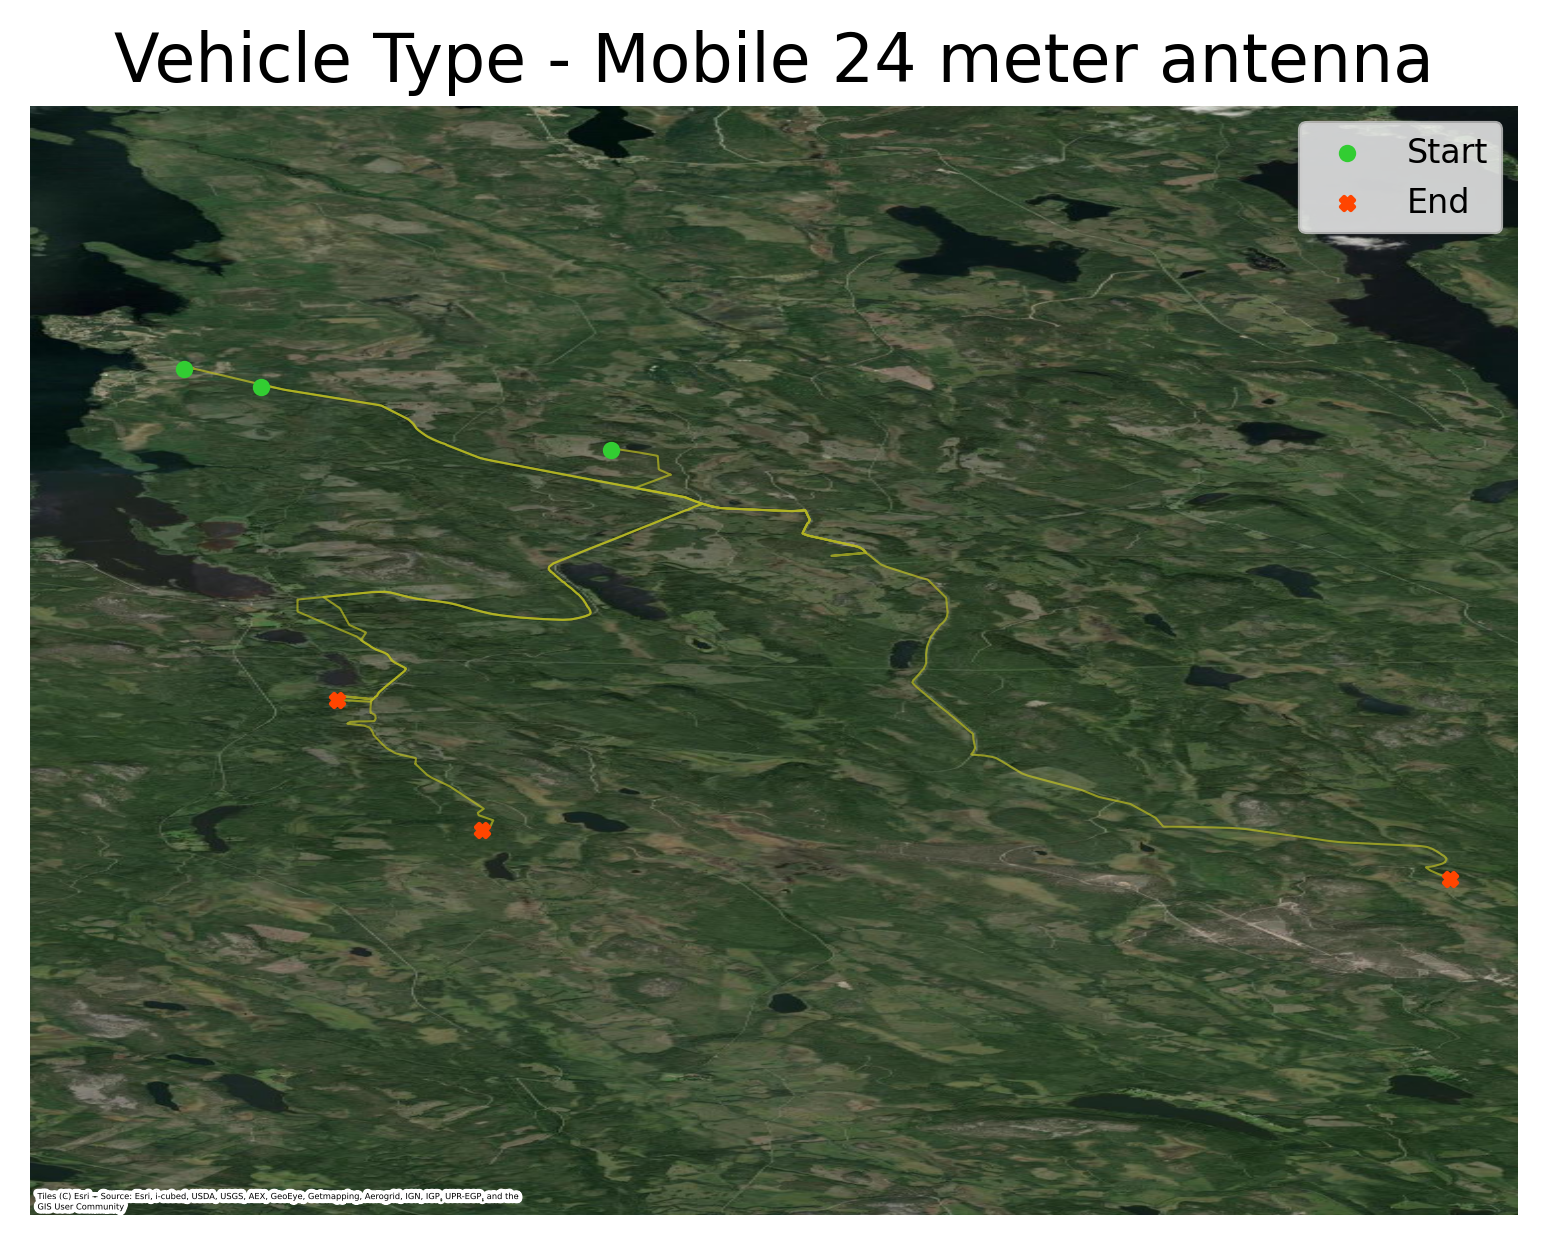 Vehicle Type - Mobile 24 meter antenna
Start
End
Tiles (C) Esri -- Source: Esri, i-cubed, USDA, USGS, AEX, GeoEye, Getmapping, Aerogrid, IGN, IGP, UPR-EGP, and the
GIS User Community